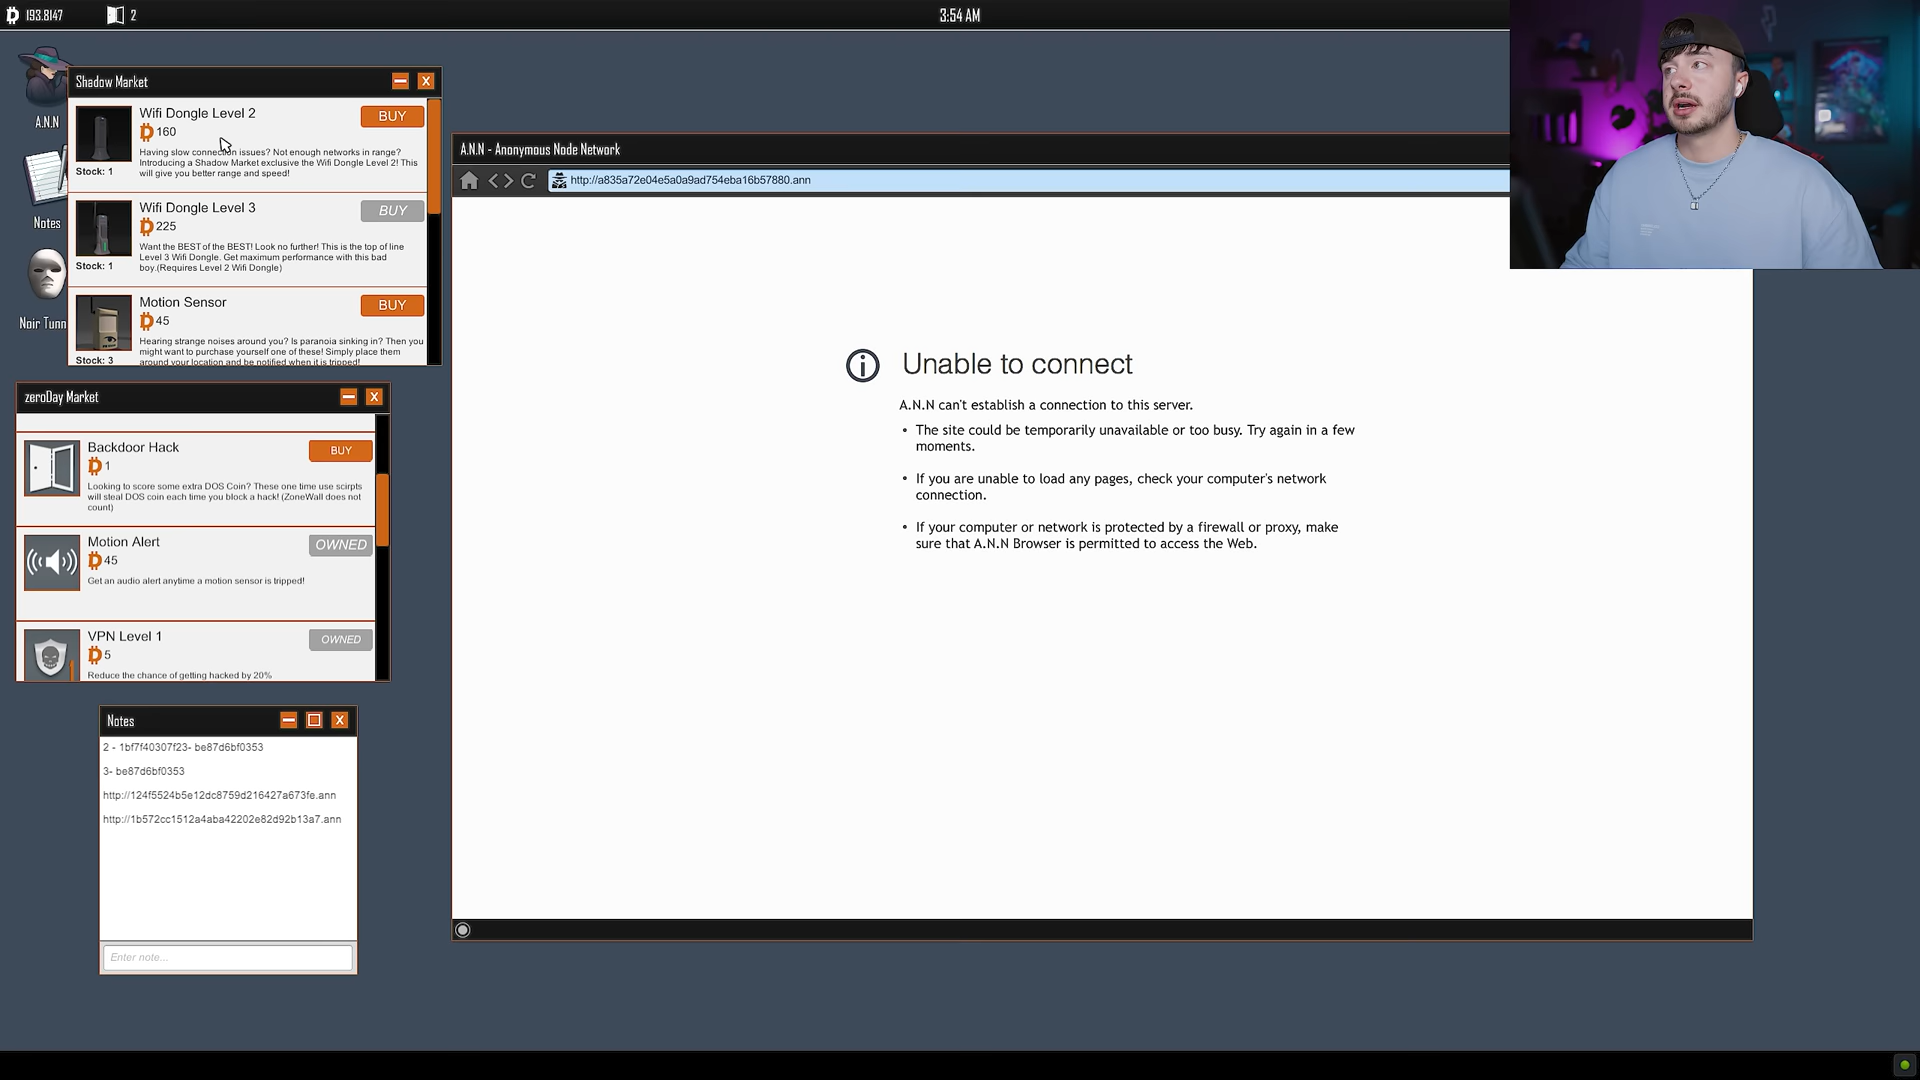 193.8147
2
3:54 AM
A.N.N
Notes
Noir Tunn
Shadow Market
Wifi Dongle Level 2
160
BUY
Having slow connection issues? Not enough networks in range?
Introducing a Shadow Market exclusive the Wifi Dongle Level 2! This
will give you better range and speed!
Stock: 1
Wifi Dongle Level 3
225
BUY
Want the BEST of the BEST! Look no further! This is the top of line
Level 3 Wifi Dongle. Get maximum performance with this bad
boy.(Requires Level 2 Wifi Dongle)
Stock: 1
Motion Sensor
45
BUY
Hearing strange noises around you? Is paranoia sinking in? Then you
might want to purchase yourself one of these! Simply place them
around your location and be notified when it is tripped!
Stock: 3
zeroDay Market
Backdoor Hack
1
BUY
Looking to score some extra DOS Coin? These one time use scirpts
will steal DOS coin each time you block a hack! (ZoneWall does not
count)
Motion Alert
45
OWNED
Get an audio alert anytime a motion sensor is tripped!
VPN Level 1
5
OWNED
Reduce the chance of getting hacked by 20%
Notes
2 - 1bf7f40307f23- be87d6bf0353
3- be87d6bf0353
http://124f5524b5e12dc8759d216427a673fe.ann
http://1b572cc1512a4aba42202e82d92b13a7.ann
Enter note...
A.N.N - Anonymous Node Network
http://a835a72e04e5a0a9ad754eba16b57880.ann
Unable to connect
A.N.N can't establish a connection to this server.
• The site could be temporarily unavailable or too busy. Try again in a few
moments.
• If you are unable to load any pages, check your computer's network
connection.
• If your computer or network is protected by a firewall or proxy, make
sure that A.N.N Browser is permitted to access the Web.